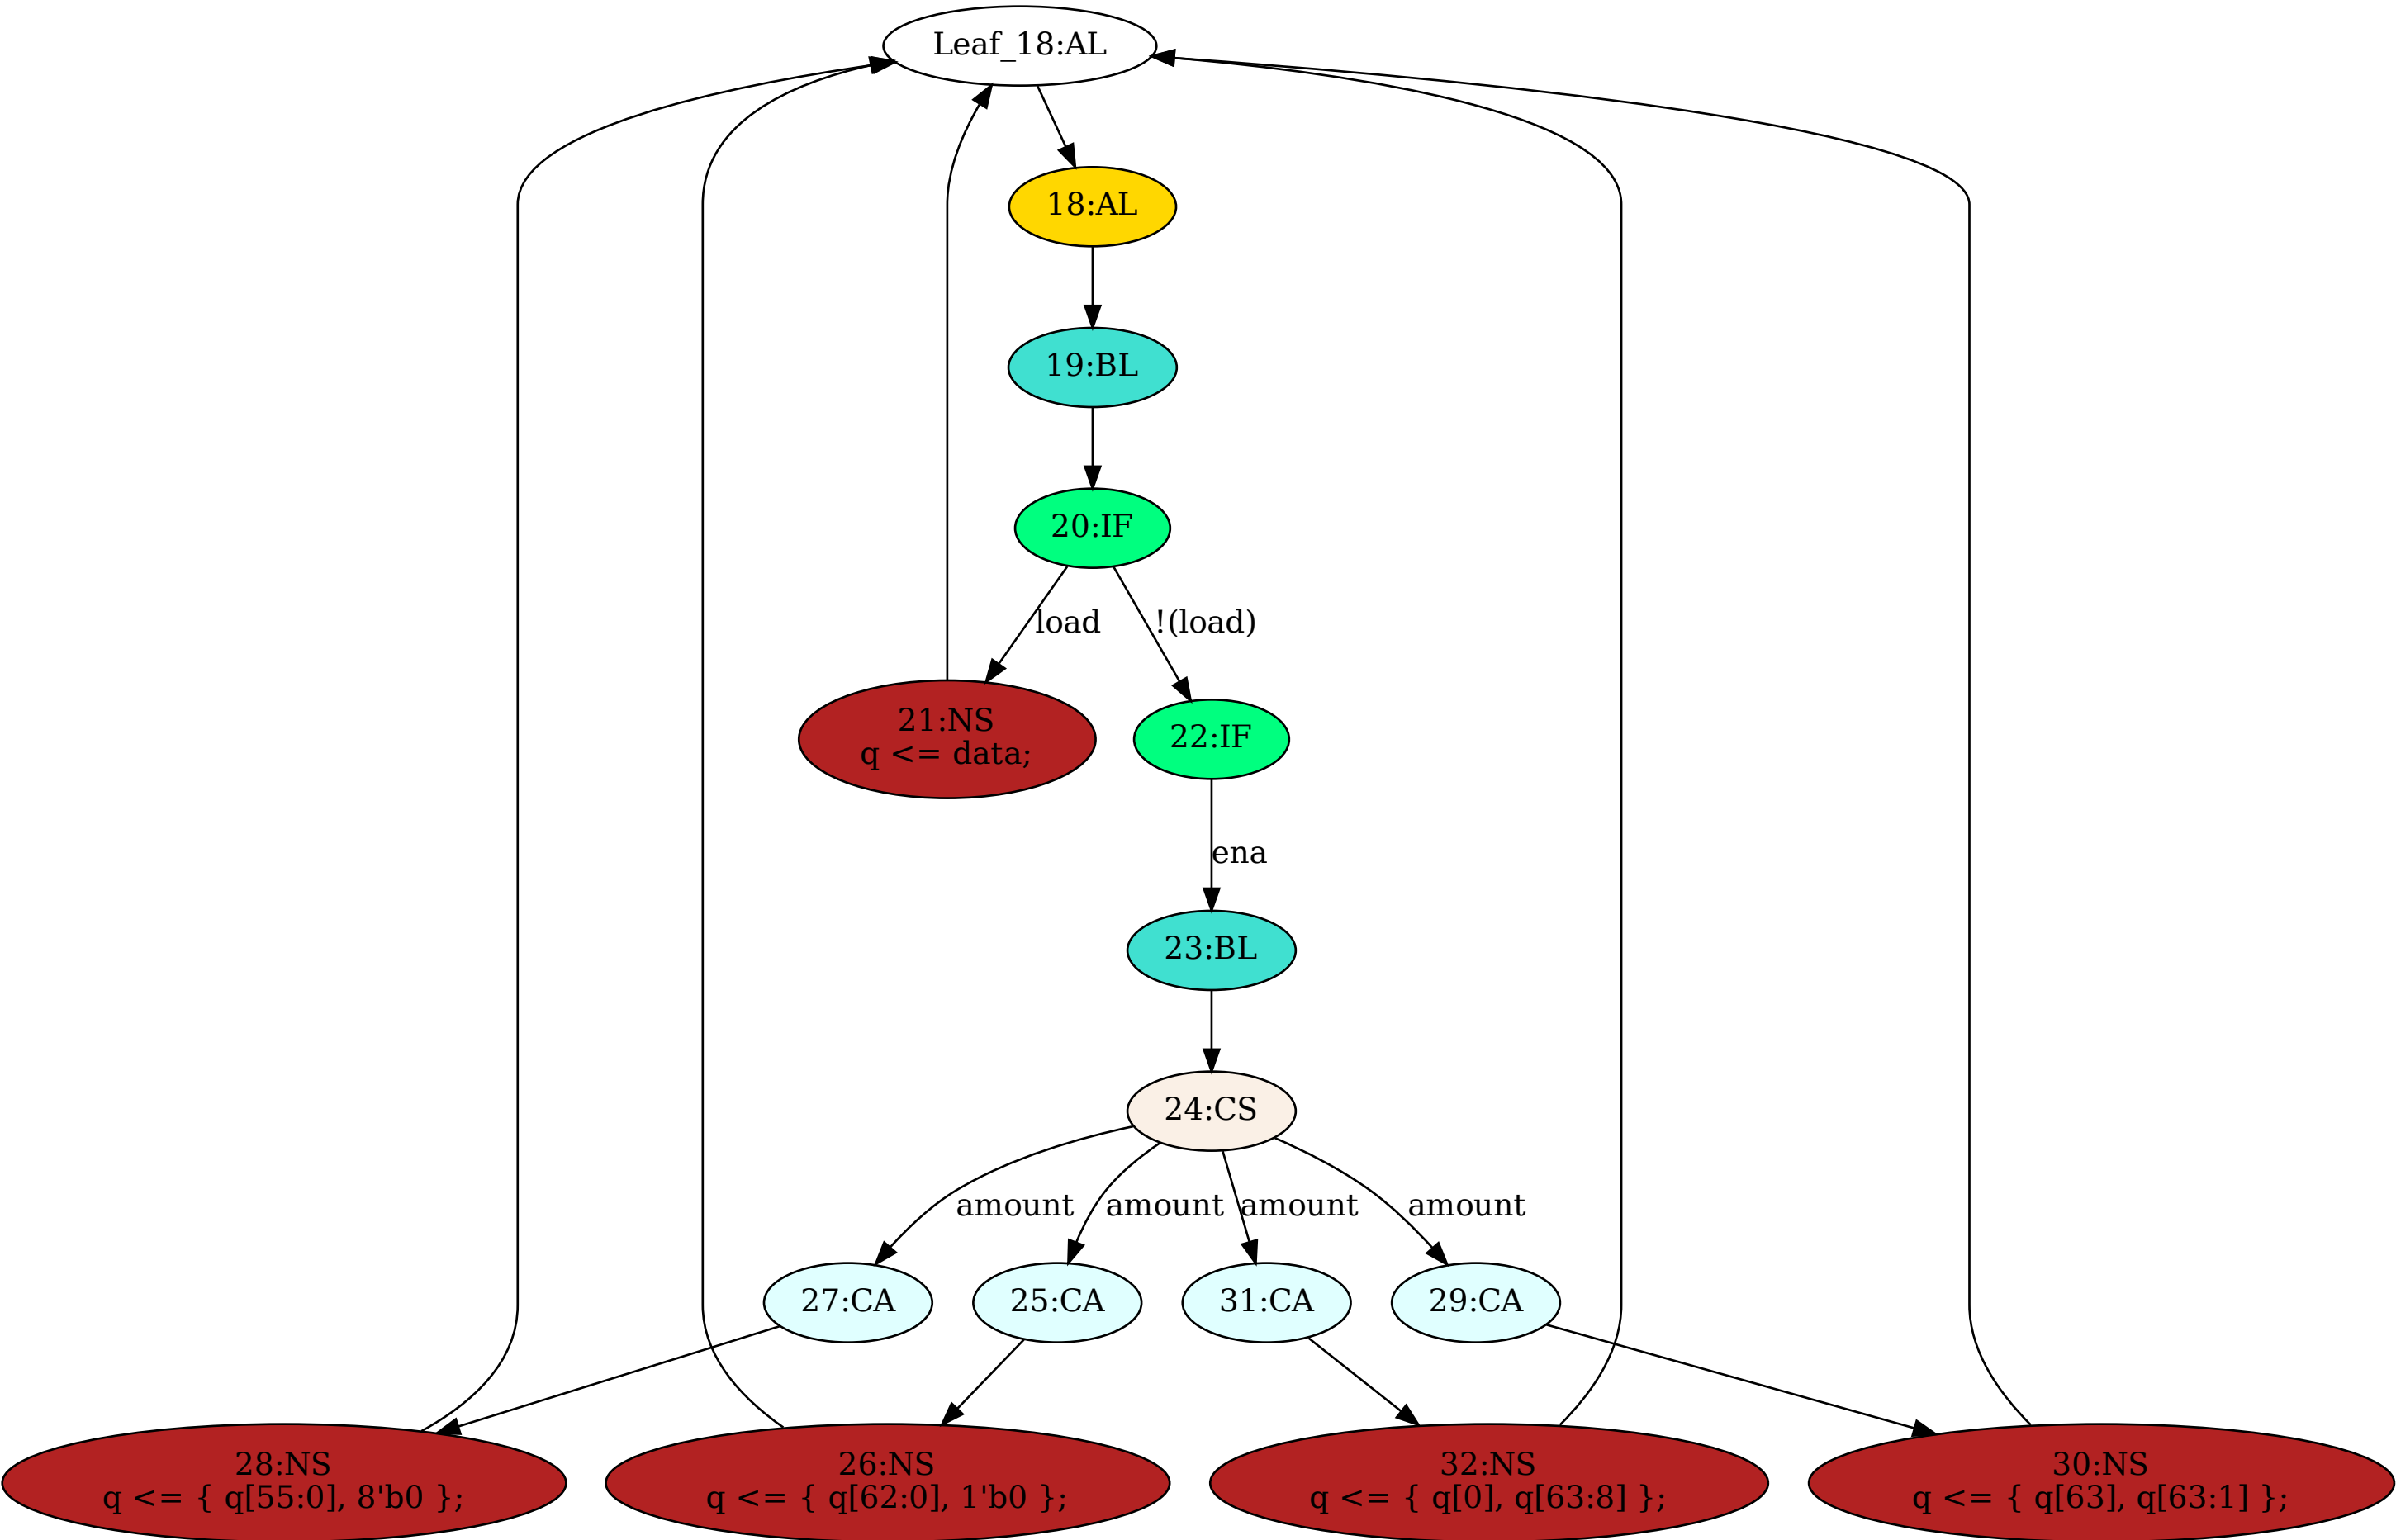 Leaf_18:AL
18:AL
19:BL
20:IF
load
!(load)
21:NS
q <= data;
22:IF
ena
23:BL
24:CS
amount
amount
amount
amount
27:CA
25:CA
31:CA
29:CA
28:NS
q <= { q[55:0], 8'b0 };
26:NS
q <= { q[62:0], 1'b0 };
32:NS
q <= { q[0], q[63:8] };
30:NS
q <= { q[63], q[63:1] };